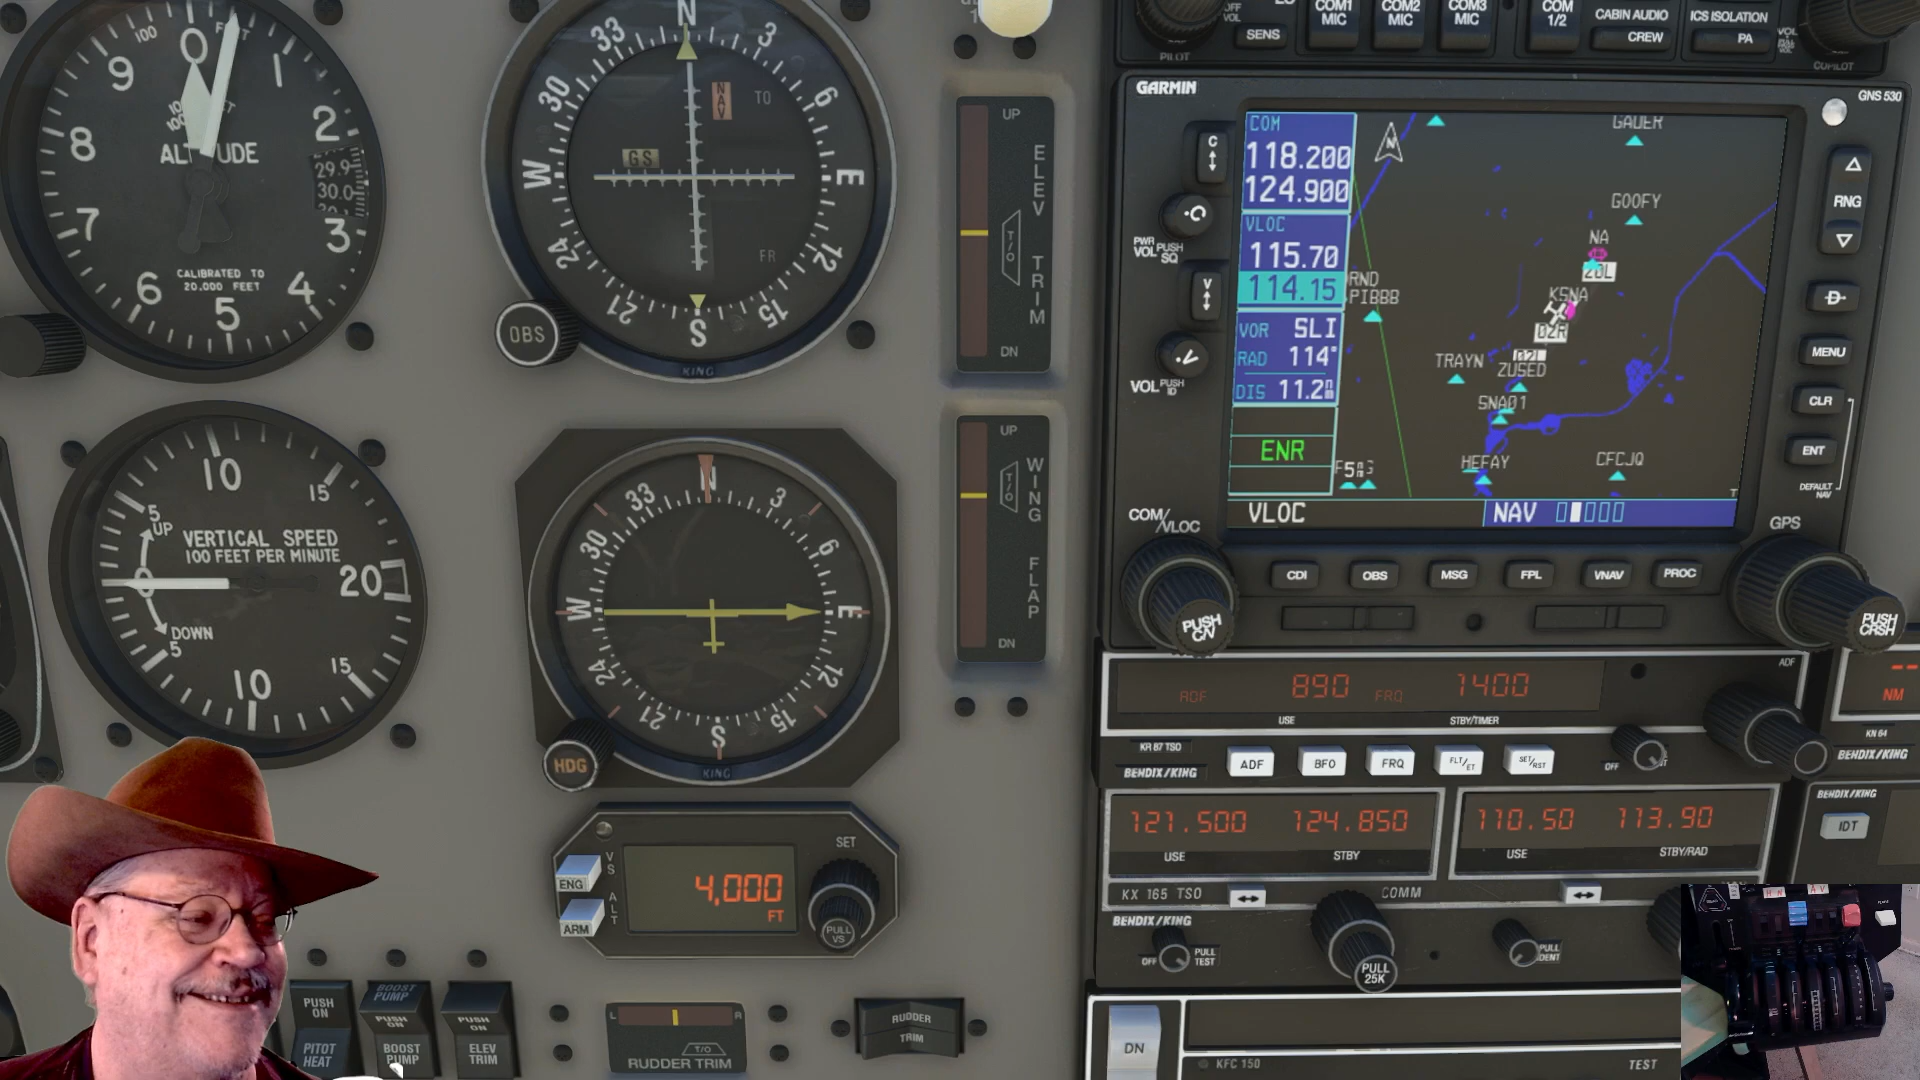 100
FEET
0
1
2
3
4
5
6
7
8
9
ALTITUDE
29.9
30.0
CALIBRATED TO
20,000 FEET
N
3
6
E
12
15
S
21
24
W
30
33
NAV
TO
GS
FR
OBS
KING
UP
ELEV TRIM
T/O
DN
UP
WING FLAP
T/O
DN
10
15
5
UP
VERTICAL SPEED
100 FEET PER MINUTE
20
DOWN
5
10
15
N
3
6
E
12
15
S
21
24
W
30
33
HDG
KING
SET
VS
ENG
ALT
ARM
4,000
FT
PULL
VS
PUSH
ON
PITOT
HEAT
BOOST
PUMP
PUSH
ON
BOOST
PUMP
PUSH
ON
ELEV
TRIM
L
R
T/O
RUDDER TRIM
RUDDER
TRIM
OFF
VOL
PILOT
SENS
COM1
MIC
COM2
MIC
COM3
MIC
COM
1/2
CABIN AUDIO
CREW
ICS ISOLATION
PA
VOL
COPILOT
GARMIN
GNS 530
C
PWR
VOL
PUSH
SQ
V
VOL
PUSH
ID
COM/
VLOC
PUSH
C/V
COM
118.200
124.900
VLOC
115.70
114.15
VOR SLI
RAD 114°
DIS 11.2
ENR
VLOC
NAV
N
GAUER
GOOFY
NA
20L
KSNA
02R
02L
RND
PIBBB
TRAYN
ZUSED
SNA01
HEFAY
CFCJQ
RNG
MENU
CLR
ENT
DEFAULT
NAV
GPS
PUSH
CRSR
CDI
OBS
MSG
FPL
VNAV
PROC
ADF
ADF 890 FRQ 1400
USE
STBY/TIMER
KR 87 TSO
BENDIX/KING
ADF
BFO
FRQ
FLT/
ET
SET/
RST
OFF
NM
KN 64
BENDIX/KING
121.500 124.850
USE
STBY
110.50 113.90
USE
STBY/RAD
BENDIX/KING
IDT
KX 165 TSO
COMM
BENDIX/KING
OFF
PULL
TEST
PULL
25K
PULL
IDENT
DN
KFC 150
TEST